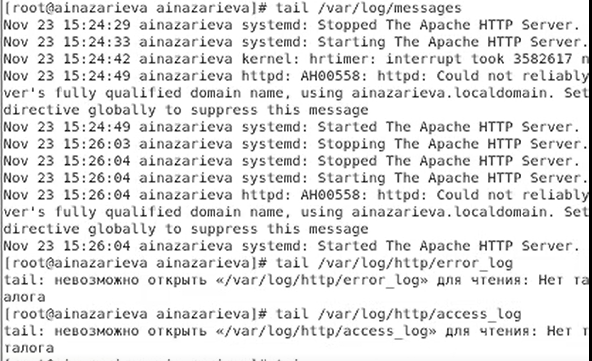 [root@ainazarieva ainazarieva]# tail /var/log/messages
Nov 23 15:24:29 ainazarieva systemd: Stopped The Apache HTTP Server.
Nov 23 15:24:33 ainazarieva systemd: Starting The Apache HTTP Server.
Nov 23 15:24:42 ainazarieva kernel: hrtimer: interrupt took 3582617 n
Nov 23 15:24:49 ainazarieva httpd: AH00558: httpd: Could not reliably
ver's fully qualified domain name, using ainazarieva.localdomain. Set
directive globally to suppress this message
Nov 23 15:24:49 ainazarieva systemd: Started The Apache HTTP Server.
Nov 23 15:26:03 ainazarieva systemd: Stopping The Apache HTTP Server.
Nov 23 15:26:04 ainazarieva systemd: Stopped The Apache HTTP Server.
Nov 23 15:26:04 ainazarieva systemd: Starting The Apache HTTP Server.
Nov 23 15:26:04 ainazarieva httpd: AH00558: httpd: Could not reliably
ver's fully qualified domain name, using ainazarieva.localdomain. Set
directive globally to suppress this message
Nov 23 15:26:04 ainazarieva systemd: Started The Apache HTTP Server.
[root@ainazarieva ainazarieva]# tail /var/log/http/error_log
tail: невозможно открыть «/var/log/http/error_log» для чтения: Нет та
алога
[root@ainazarieva ainazarieva]# tail /var/log/http/access_log
tail: невозможно открыть «/var/log/http/access_log» для чтения: Нет т
талога